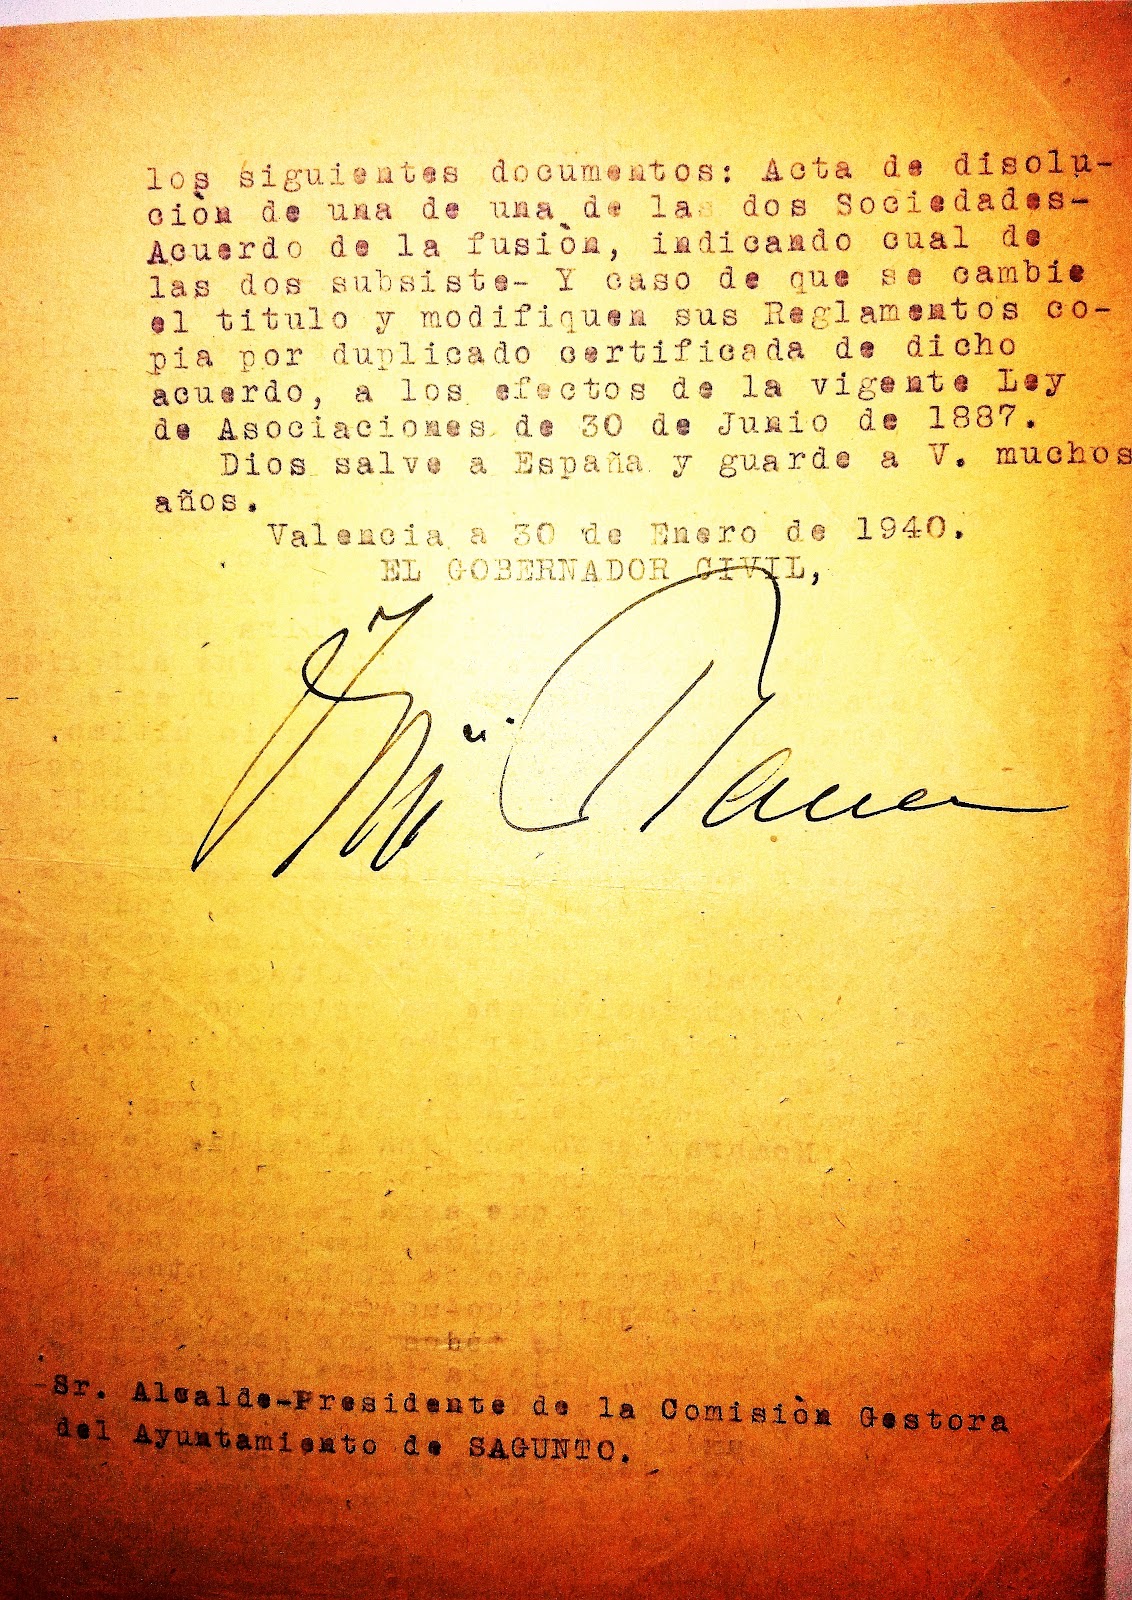 los siguientes documentos: Acta de disolu-
ciòn de una de una de las dos Sociedades-
Acuerdo de la fusiòn, indicando cual de
las dos subsiste- Y caso de que se cambie
el titulo y modifiquen sus Reglamentos co-
pia por duplicado certificada de dicho
acuerdo, a los efectos de la vigente Ley
de Asociaciones de 30 de Junio de 1887.
Dios salve a España y guarde a V. muchos
años.
Valencia a 30 de Enero de 1940.
EL GOBERNADOR CIVIL,
Sr. Alcalde-Presidente de la Comisiòn Gestora
del Ayuntamiento de SAGUNTO.